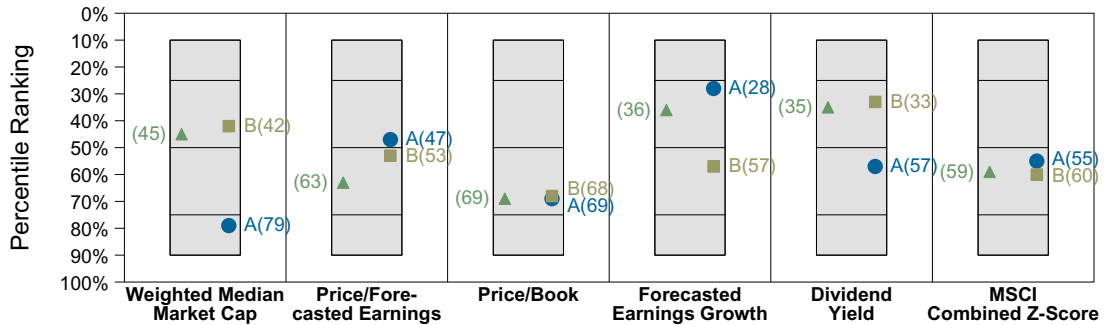 Percentile Ranking
0%
10%
20%
30%
40%
50%
60%
70%
80%
90%
100%
(45)
B(42)
A(79)
Weighted Median
Market Cap
(63)
A(47)
B(53)
Price/Fore-
casted Earnings
(69)
B(68)
A(69)
Price/Book
(36)
A(28)
B(57)
Forecasted
Earnings Growth
(35)
B(33)
A(57)
Dividend
Yield
(59)
A(55)
B(60)
MSCI
Combined Z-Score